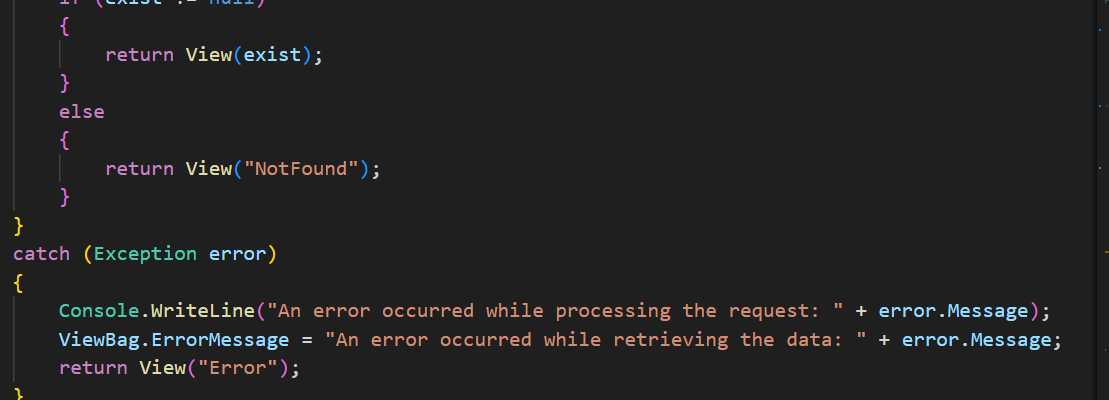 if (exist != null)
{
return View(exist);
}
else
{
return View("NotFound");
}
}
catch (Exception error)
{
Console.WriteLine("An error occurred while processing the request: " + error.Message);
ViewBag.ErrorMessage = "An error occurred while retrieving the data: " + error.Message;
return View("Error");
}